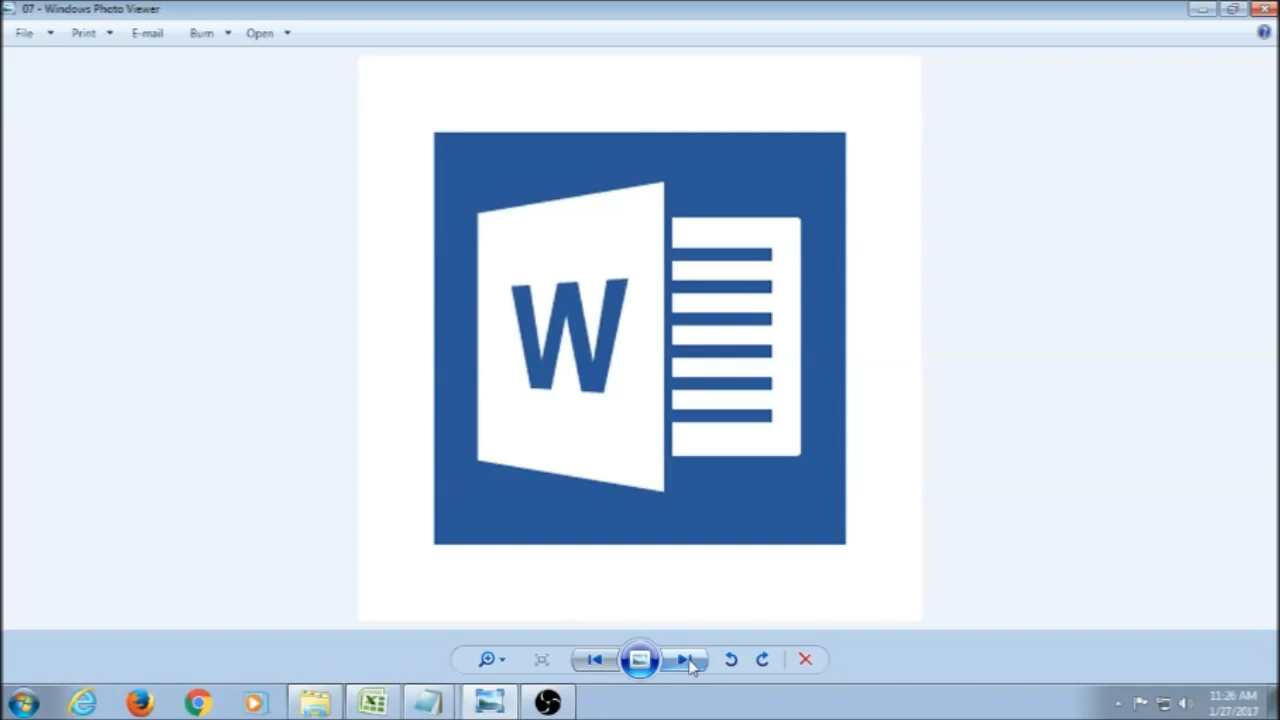 07 - Windows Photo Viewer
File Print E-mail Burn Open
W
11:26 AM
1/27/2017